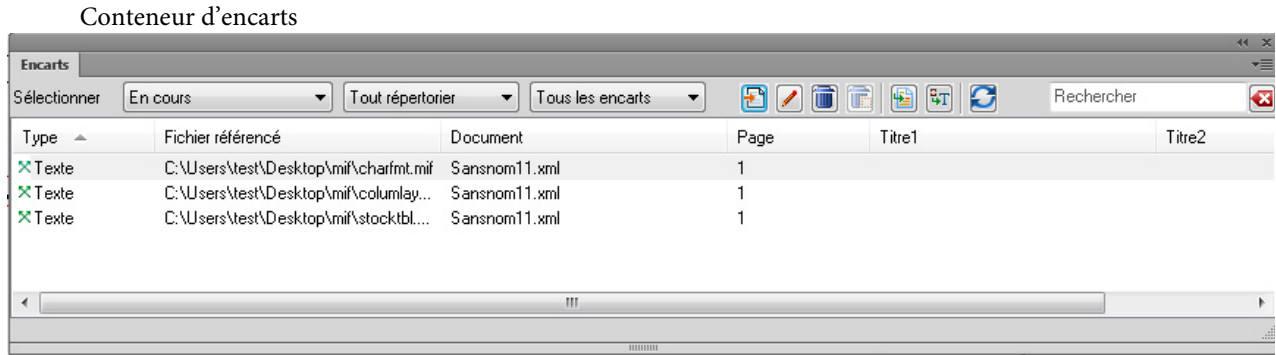 Conteneur d’encarts
Encarts
Sélectionner En cours Tout répertorier Tous les encarts Rechercher
Type Fichier référencé Document Page Titre1 Titre2
Texte C:\Users\test\Desktop\mif\charfmt.mif Sansnom11.xml 1
Texte C:\Users\test\Desktop\mif\columlay... Sansnom11.xml 1
Texte C:\Users\test\Desktop\mif\stocktbl.... Sansnom11.xml 1